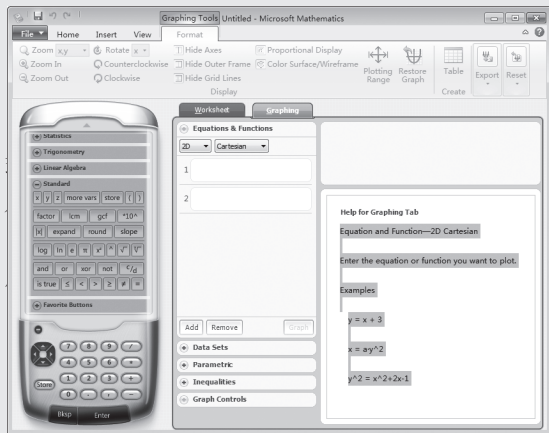 Graphing Tools Untitled - Microsoft Mathematics
File Home Insert View Format
Zoom x,y Rotate x Hide Axes Proportional Display
Zoom In Counterclockwise Hide Outer Frame Color Surface/Wireframe
Zoom Out Clockwise Hide Grid Lines
Plotting Range Restore Graph Table Export Reset
Display Create
Worksheet Graphing
Statistics
Trigonometry
Linear Algebra
Standard
x y z more vars store ( )
factor lcm gcf *10^
|x| expand round slope
log ln e π
and or xor not c/d
is true ≤ < > ≥ ≠ =
Favorite Buttons
7 8 9 /
4 5 6 *
1 2 3 +
Store 0 . , −
Bksp Enter
Equations & Functions
2D Cartesian
1
2
Add Remove Graph
Data Sets
Parametric
Inequalities
Graph Controls
Help for Graphing Tab
Equation and Function—2D Cartesian
Enter the equation or function you want to plot.
Examples
y = x + 3
x = a·y^2
y^2 = x^2+2x-1